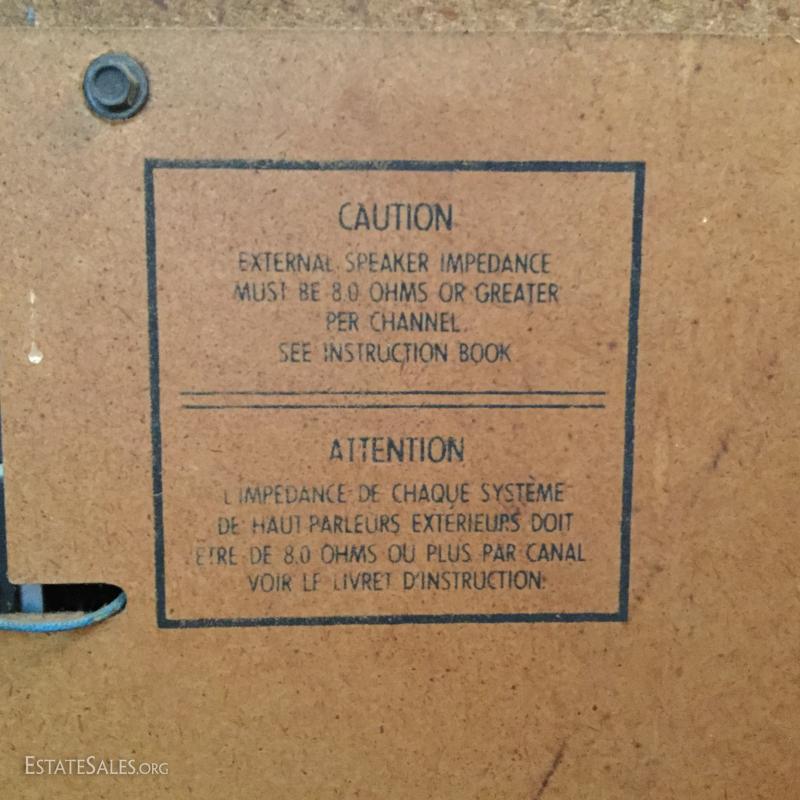 CAUTION
EXTERNAL SPEAKER IMPEDANCE
MUST BE 8.0 OHMS OR GREATER
PER CHANNEL.
SEE INSTRUCTION BOOK
ATTENTION
L'IMPEDANCE DE CHAQUE SYSTÈME
DE HAUT-PARLEURS EXTERIEURS DOIT
ETRE DE 8.0 OHMS OU PLUS PAR CANAL
VOIR LE LIVRET D'INSTRUCTION.
ESTATESALES.ORG